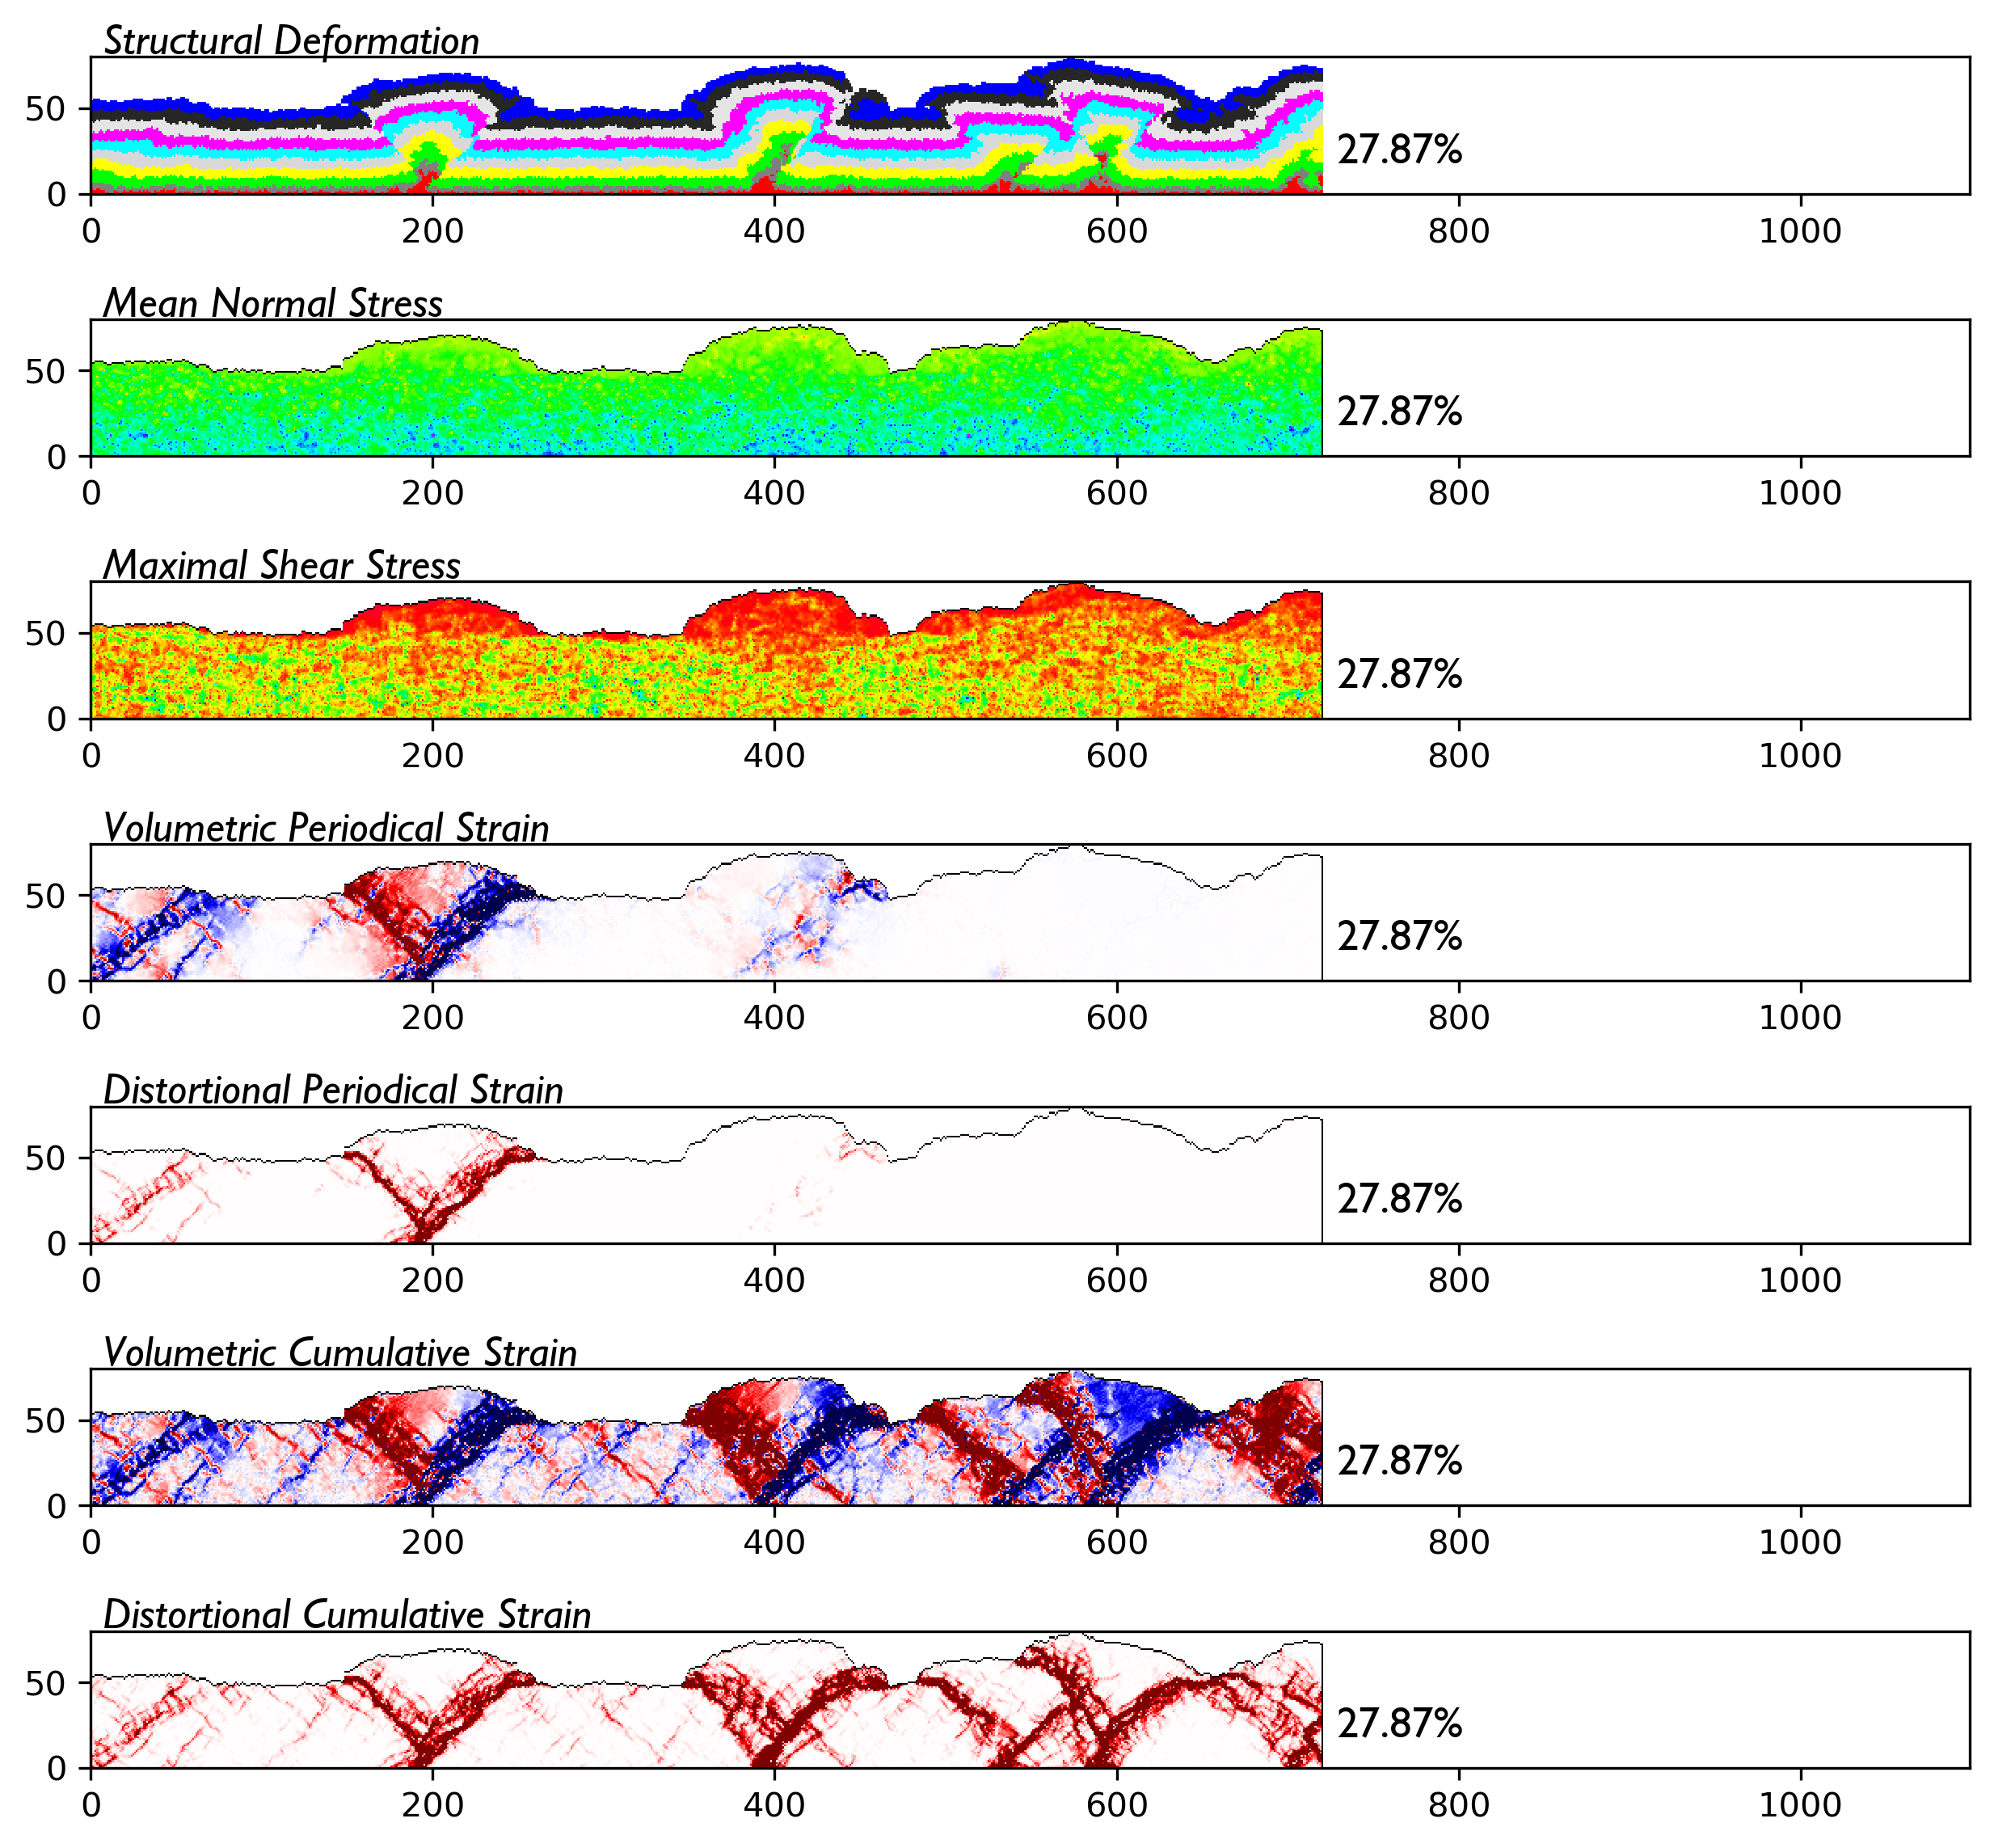 Structural Deformation
50
0
27.87%
0 200 400 600 800 1000
Mean Normal Stress
50
0
27.87%
0 200 400 600 800 1000
Maximal Shear Stress
50
0
27.87%
0 200 400 600 800 1000
Volumetric Periodical Strain
50
0
27.87%
0 200 400 600 800 1000
Distortional Periodical Strain
50
0
27.87%
0 200 400 600 800 1000
Volumetric Cumulative Strain
50
0
27.87%
0 200 400 600 800 1000
Distortional Cumulative Strain
50
0
27.87%
0 200 400 600 800 1000